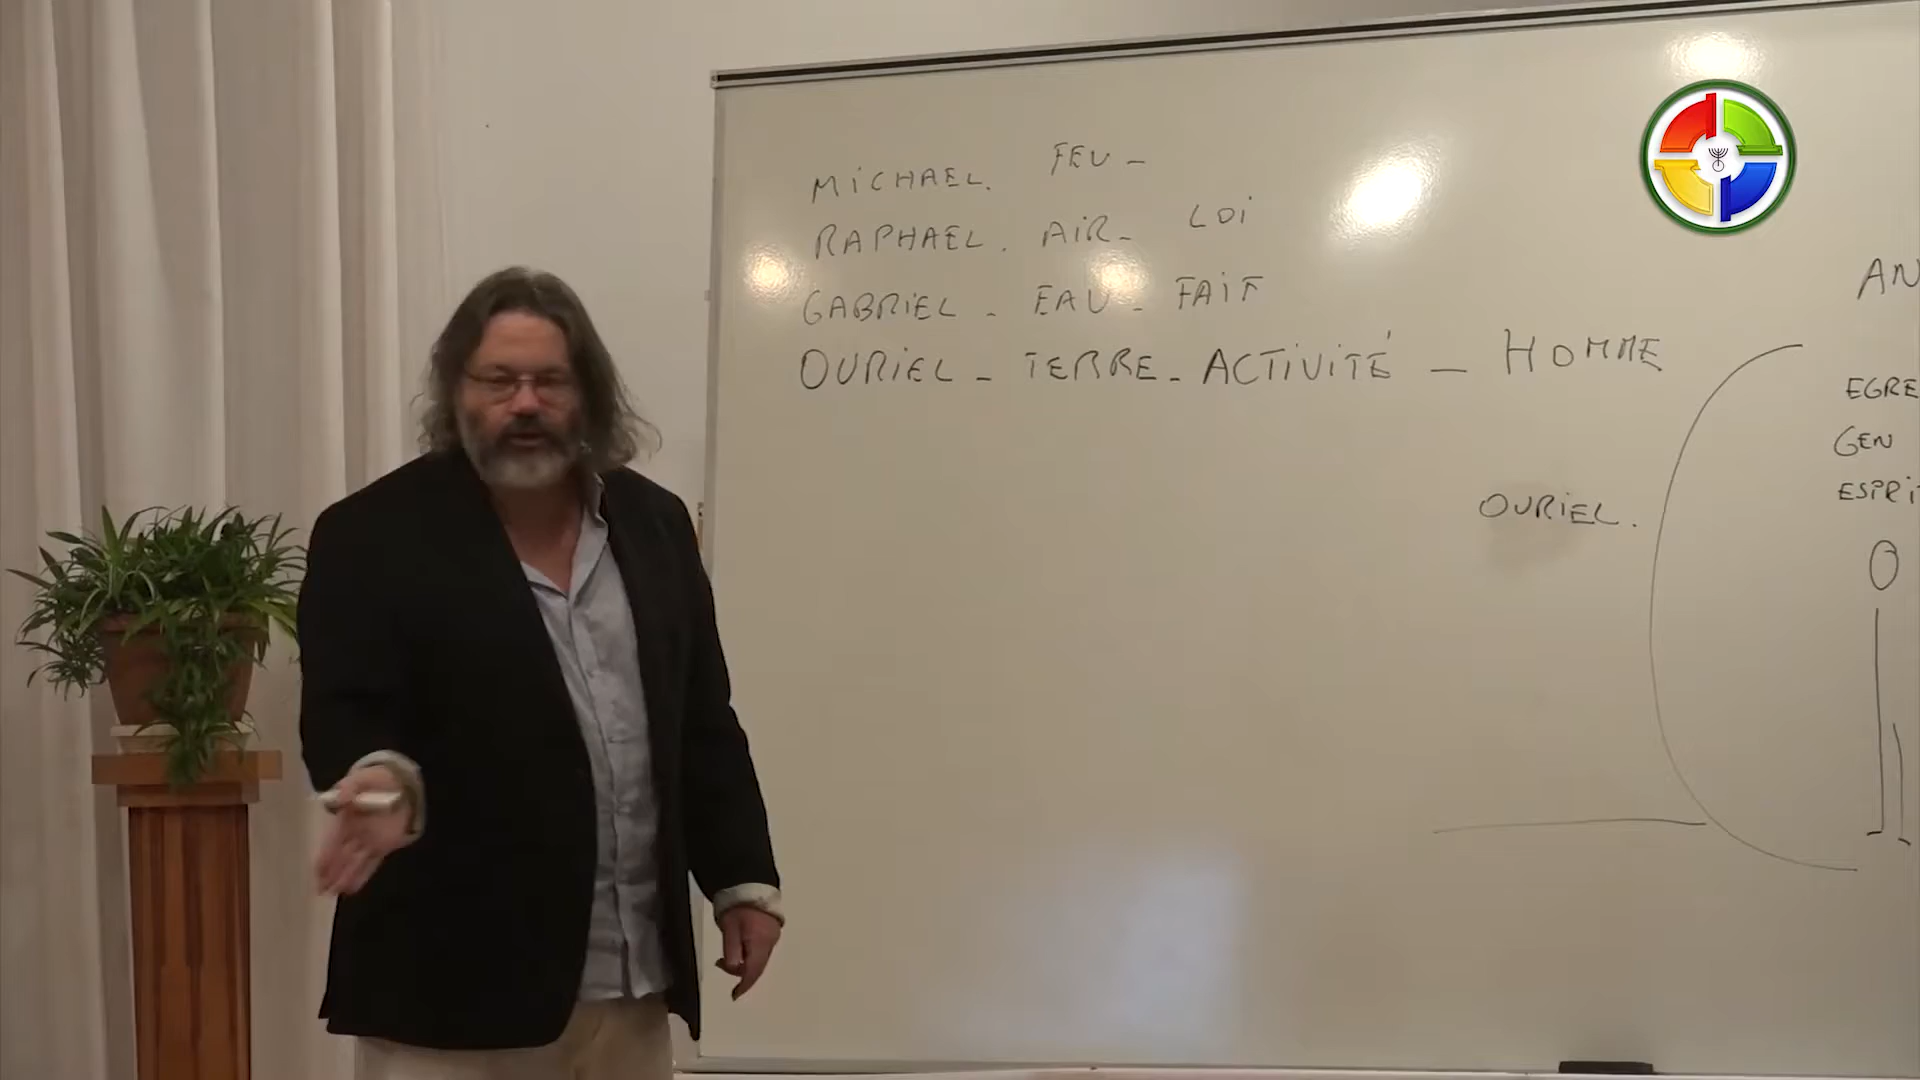 MICHAEL. FEU -
RAPHAEL. AIR - LOI
GABRIEL - EAU - FAIT
OURIEL - TERRE - ACTIVITÉ - HOMME
OURIEL.
AN
EGRE
GEN
ESPRI